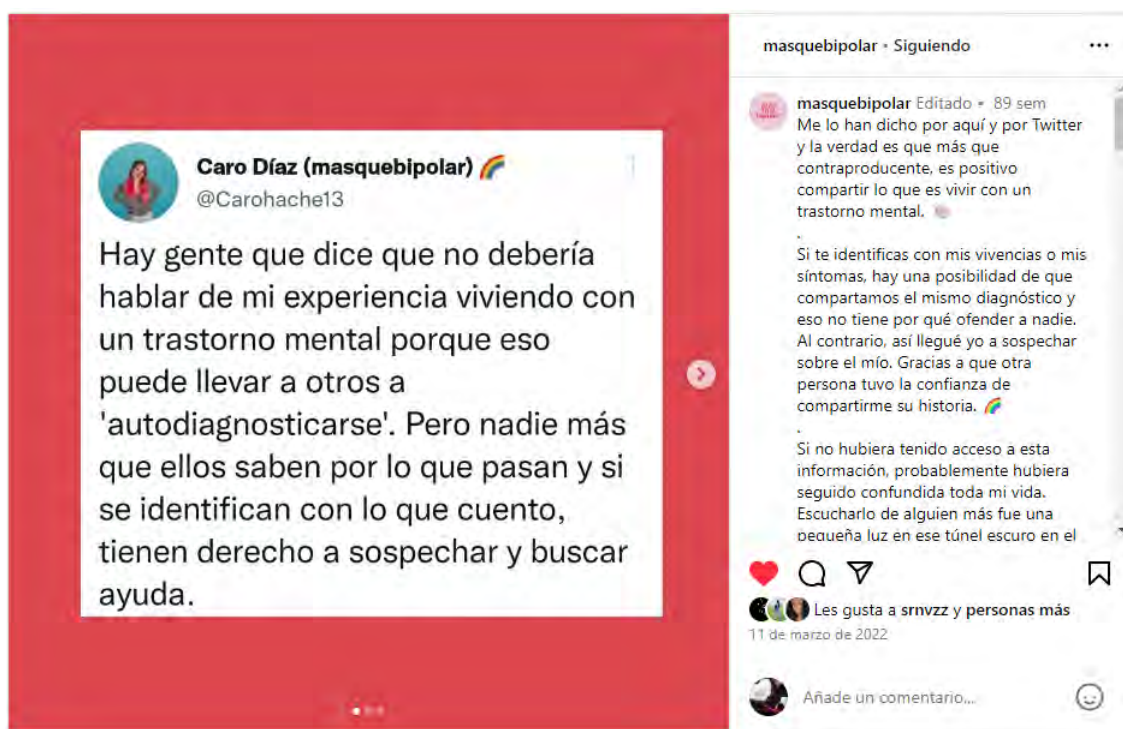 Caro Díaz (masquebipolar) 🌈
@Carohache13
Hay gente que dice que no debería
hablar de mi experiencia viviendo con
un trastorno mental porque eso
puede llevar a otros a
'autodiagnosticarse'. Pero nadie más
que ellos saben por lo que pasan y si
se identifican con lo que cuento,
tienen derecho a sospechar y buscar
ayuda.
masquebipolar • Siguiendo
masquebipolar Editado • 89 sem
Me lo han dicho por aquí y por Twitter
y la verdad es que más que
contraproducente, es positivo
compartir lo que es vivir con un
trastorno mental.
.
Si te identificas con mis vivencias o mis
síntomas, hay una posibilidad de que
compartamos el mismo diagnóstico y
eso no tiene por qué ofender a nadie.
Al contrario, así llegué yo a sospechar
sobre el mío. Gracias a que otra
persona tuvo la confianza de
compartirme su historia. 🌈
.
Si no hubiera tenido acceso a esta
información, probablemente hubiera
seguido confundida toda mi vida.
Escucharlo de alguien más fue una
pequeña luz en ese túnel escuro en el
Les gusta a srnvzz y personas más
11 de marzo de 2022
Añade un comentario...